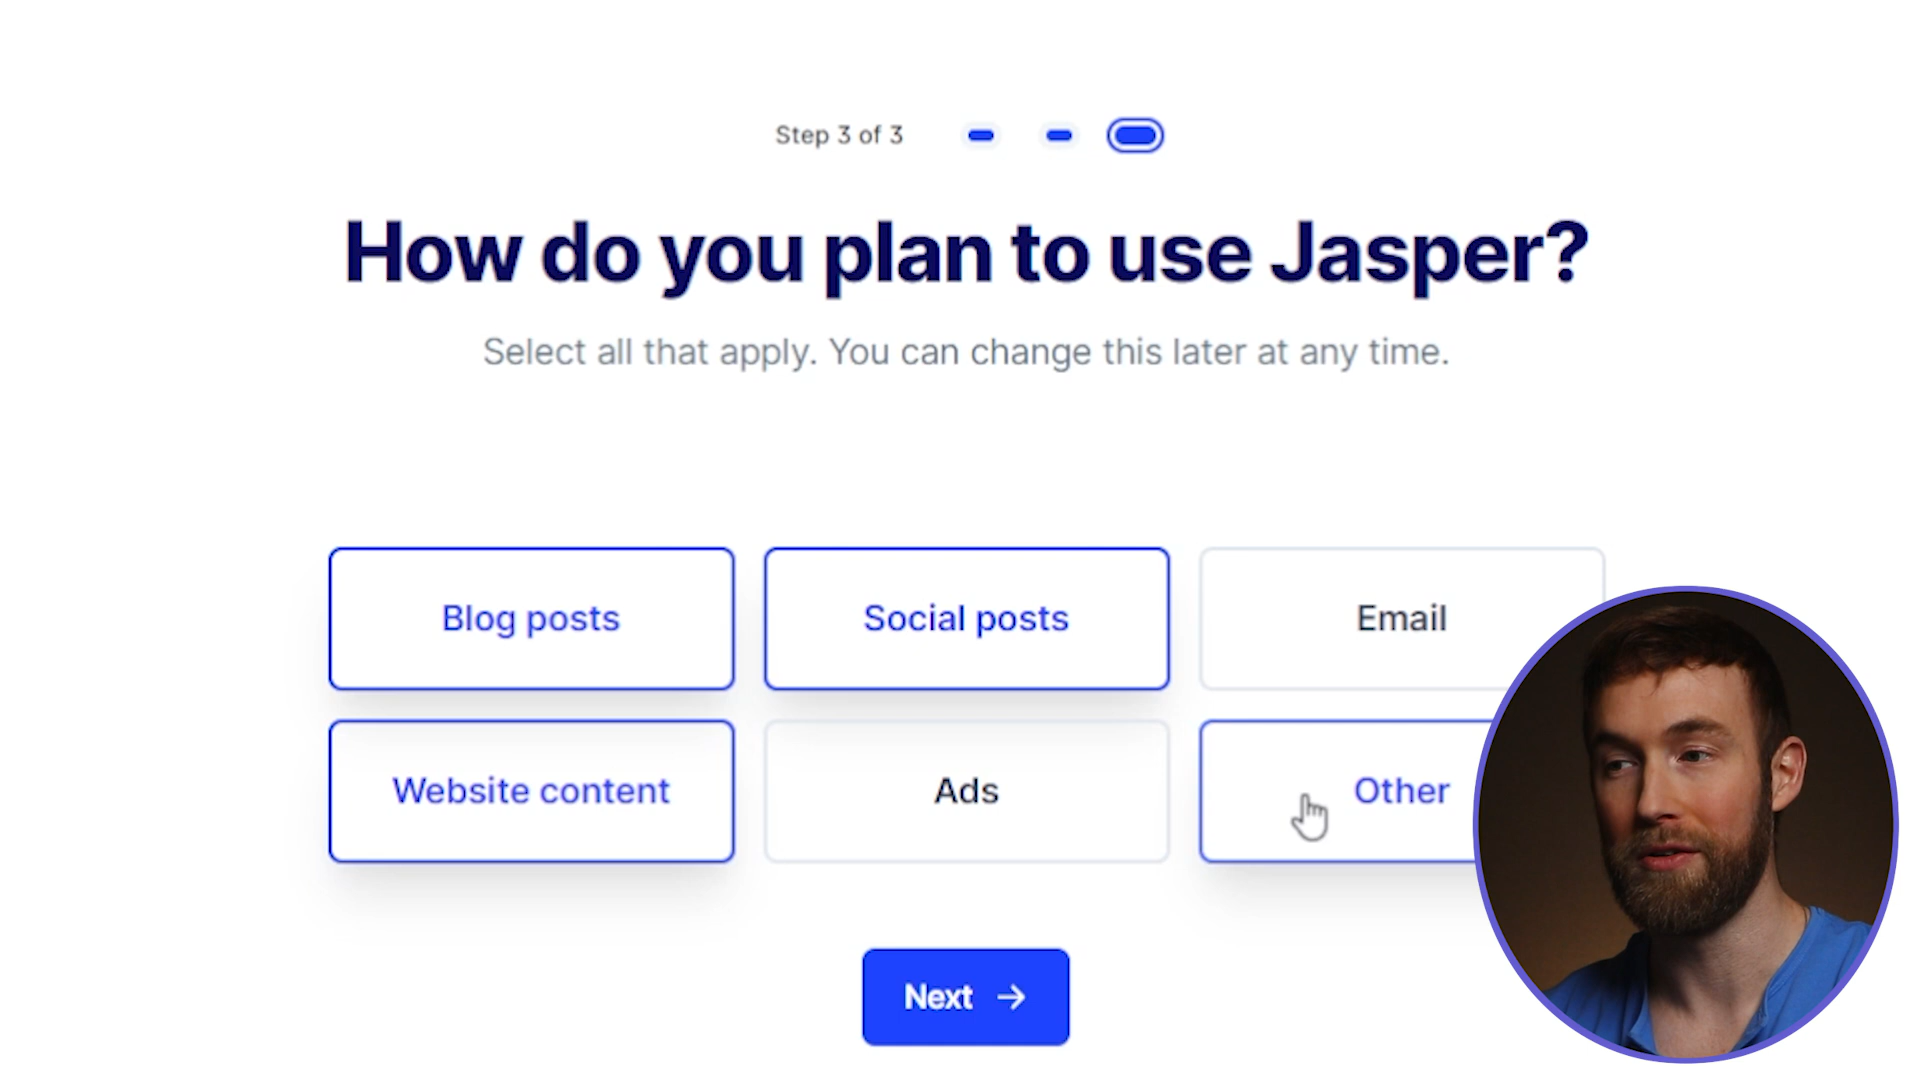 Step 3 of 3
How do you plan to use Jasper?
Select all that apply. You can change this later at any time.
Blog posts
Social posts
Email
Website content
Ads
Other
Next